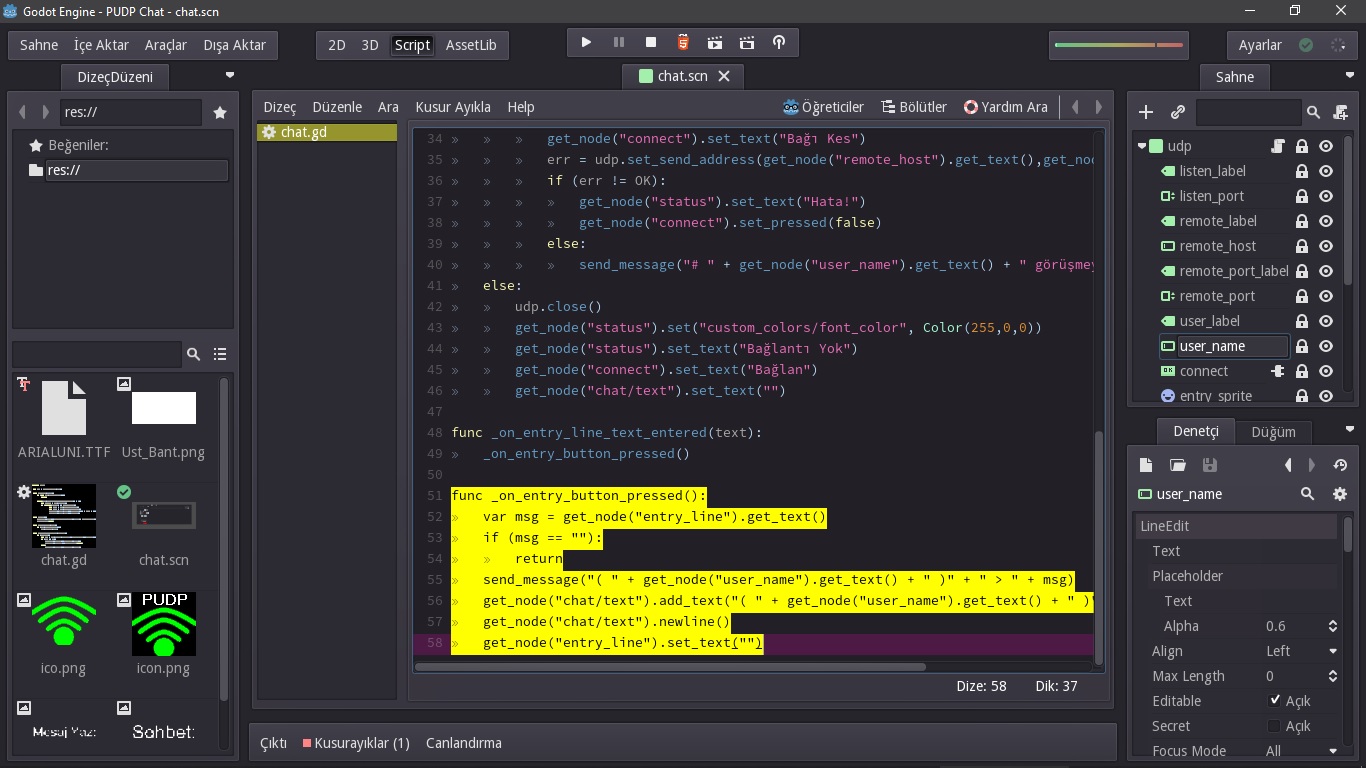 Godot Engine - PUDP Chat - chat.scn
Sahne İçe Aktar Araçlar Dışa Aktar
2D 3D Script AssetLib
Ayarlar
DizeçDüzeni
chat.scn
Sahne
res://
Beğeniler:
res://
ARIALUNI.TTF Ust_Bant.png
chat.gd chat.scn
PUDP
ico.png icon.png
Mesaj Yaz: Sohbet:
Dizeç Düzenle Ara Kusur Ayıkla Help
Öğreticiler Bölütler Yardım Ara
chat.gd
34 » » » get_node("connect").set_text("Bağı Kes")
35 » » » err = udp.set_send_address(get_node("remote_host").get_text(),get_no
36 » » » if (err != OK):
37 » » » » get_node("status").set_text("Hata!")
38 » » » » get_node("connect").set_pressed(false)
39 » » » else:
40 » » » » send_message("# " + get_node("user_name").get_text() + " görüşmey
41 » else:
42 » » udp.close()
43 » » get_node("status").set("custom_colors/font_color", Color(255,0,0))
44 » » get_node("status").set_text("Bağlantı Yok")
45 » » get_node("connect").set_text("Bağlan")
46 » » get_node("chat/text").set_text("")
47
48 func _on_entry_line_text_entered(text):
49 » _on_entry_button_pressed()
50
51 func _on_entry_button_pressed():
52 » var msg = get_node("entry_line").get_text()
53 » if (msg == ""):
54 » » return
55 » send_message("( " + get_node("user_name").get_text() + " )" + " > " + msg)
56 » get_node("chat/text").add_text("( " + get_node("user_name").get_text() + " )"
57 » get_node("chat/text").newline()
58 » get_node("entry_line").set_text("")
Dize: 58 Dik: 37
Çıktı Kusurayıklar (1) Canlandırma
udp
listen_label
listen_port
remote_label
remote_host
remote_port_label
remote_port
user_label
user_name
OK connect
entry_sprite
Denetçi Düğüm
user_name
LineEdit
Text
Placeholder
Text
Alpha 0.6
Align Left
Max Length 0
Editable Açık
Secret Açık
Focus Mode All